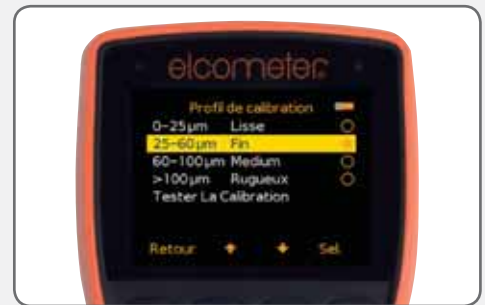 elcometer
Profil de calibration
0-25µm Lisse
25-60µm Fin
60-100µm Medium
>100µm Rugueux
Tester La Calibration
Retour ↑ ↓ Sel.